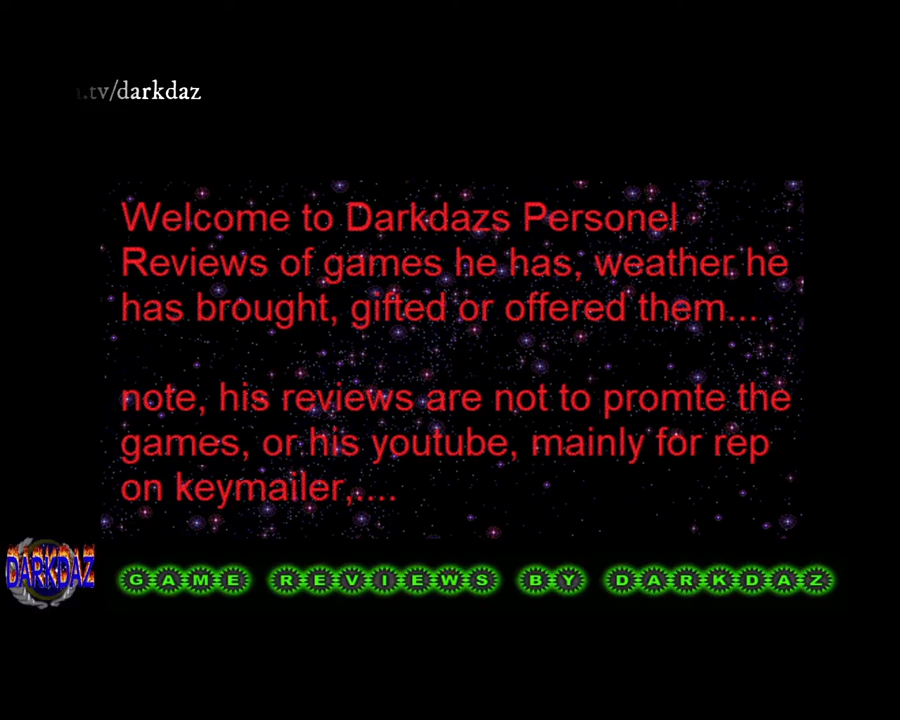 .tv/darkdaz
Welcome to Darkdazs Personel
Reviews of games he has, weather he
has brought, gifted or offered them...
note, his reviews are not to promte the
games, or his youtube, mainly for rep
on keymailer,....
DARKDAZ
GAME REVIEWS BY DARKDAZ